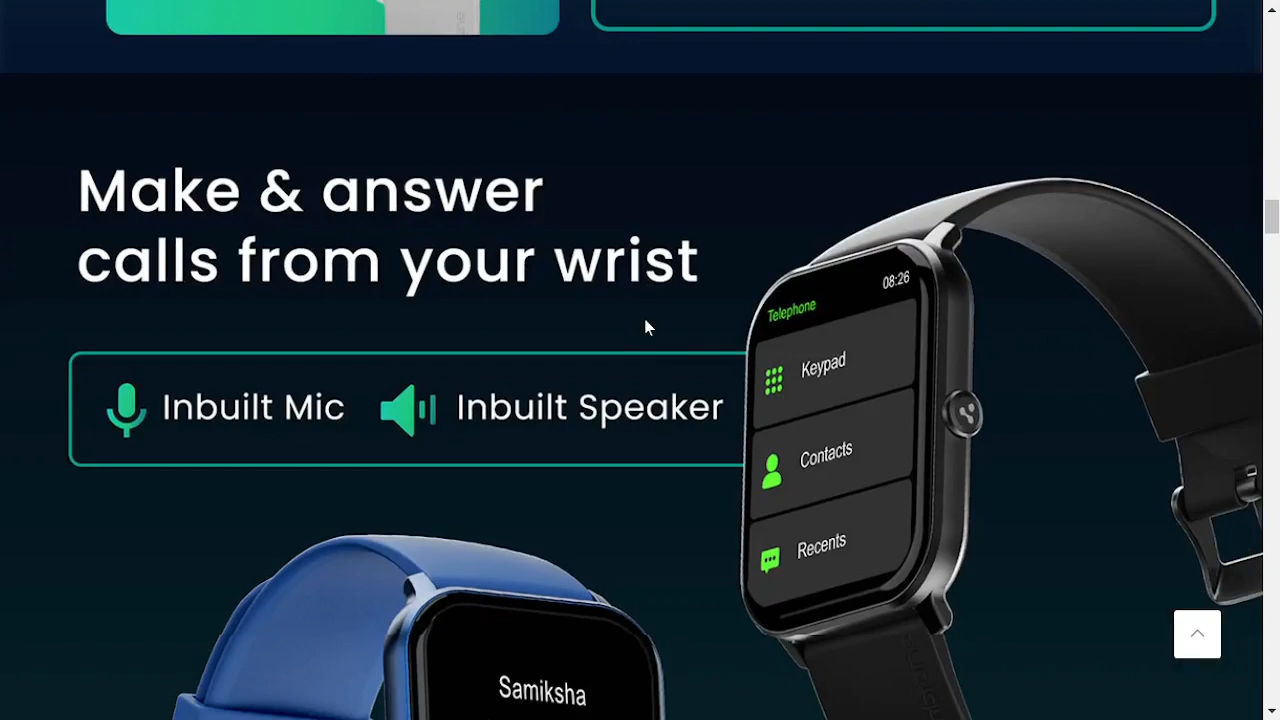 Make & answer
calls from your wrist
Inbuilt Mic
Inbuilt Speaker
08:26
Telephone
Keypad
Contacts
Recents
Samiksha